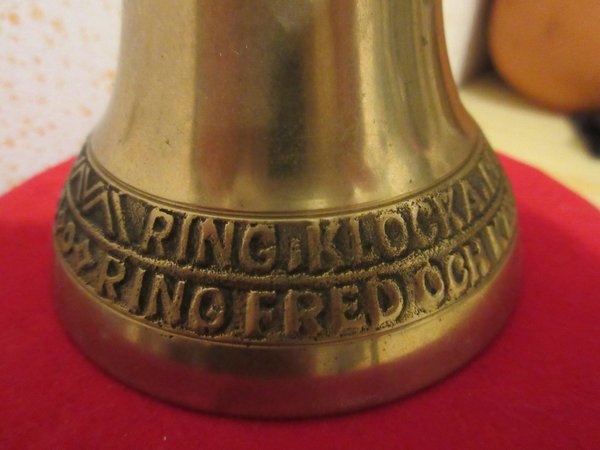 RING KLOCKA
RING FRED OCH